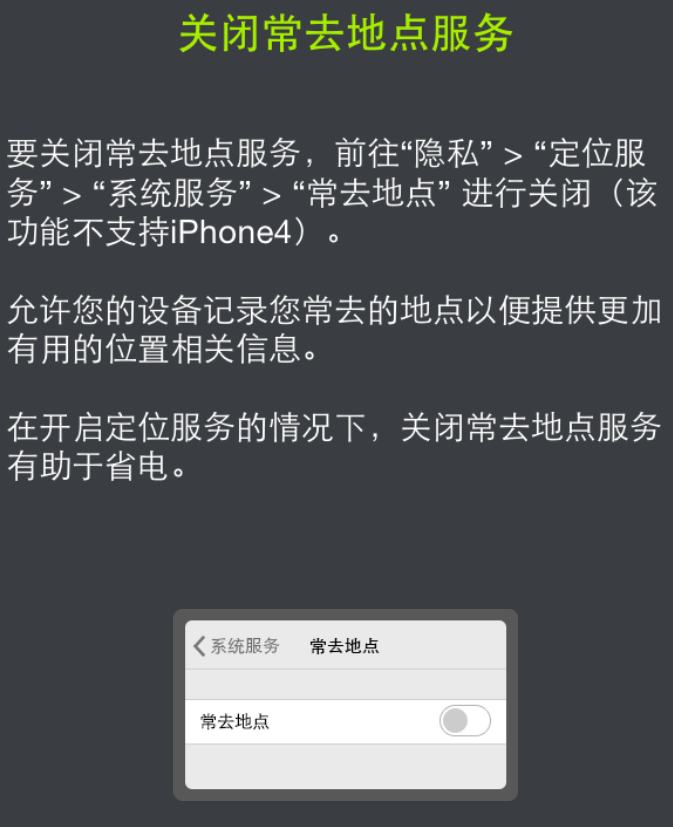 关闭常去地点服务
要关闭常去地点服务，前往“隐私” > “定位服
务” > “系统服务” > “常去地点” 进行关闭（该
功能不支持iPhone4）。
允许您的设备记录您常去的地点以便提供更加
有用的位置相关信息。
在开启定位服务的情况下，关闭常去地点服务
有助于省电。
系统服务 常去地点
常去地点